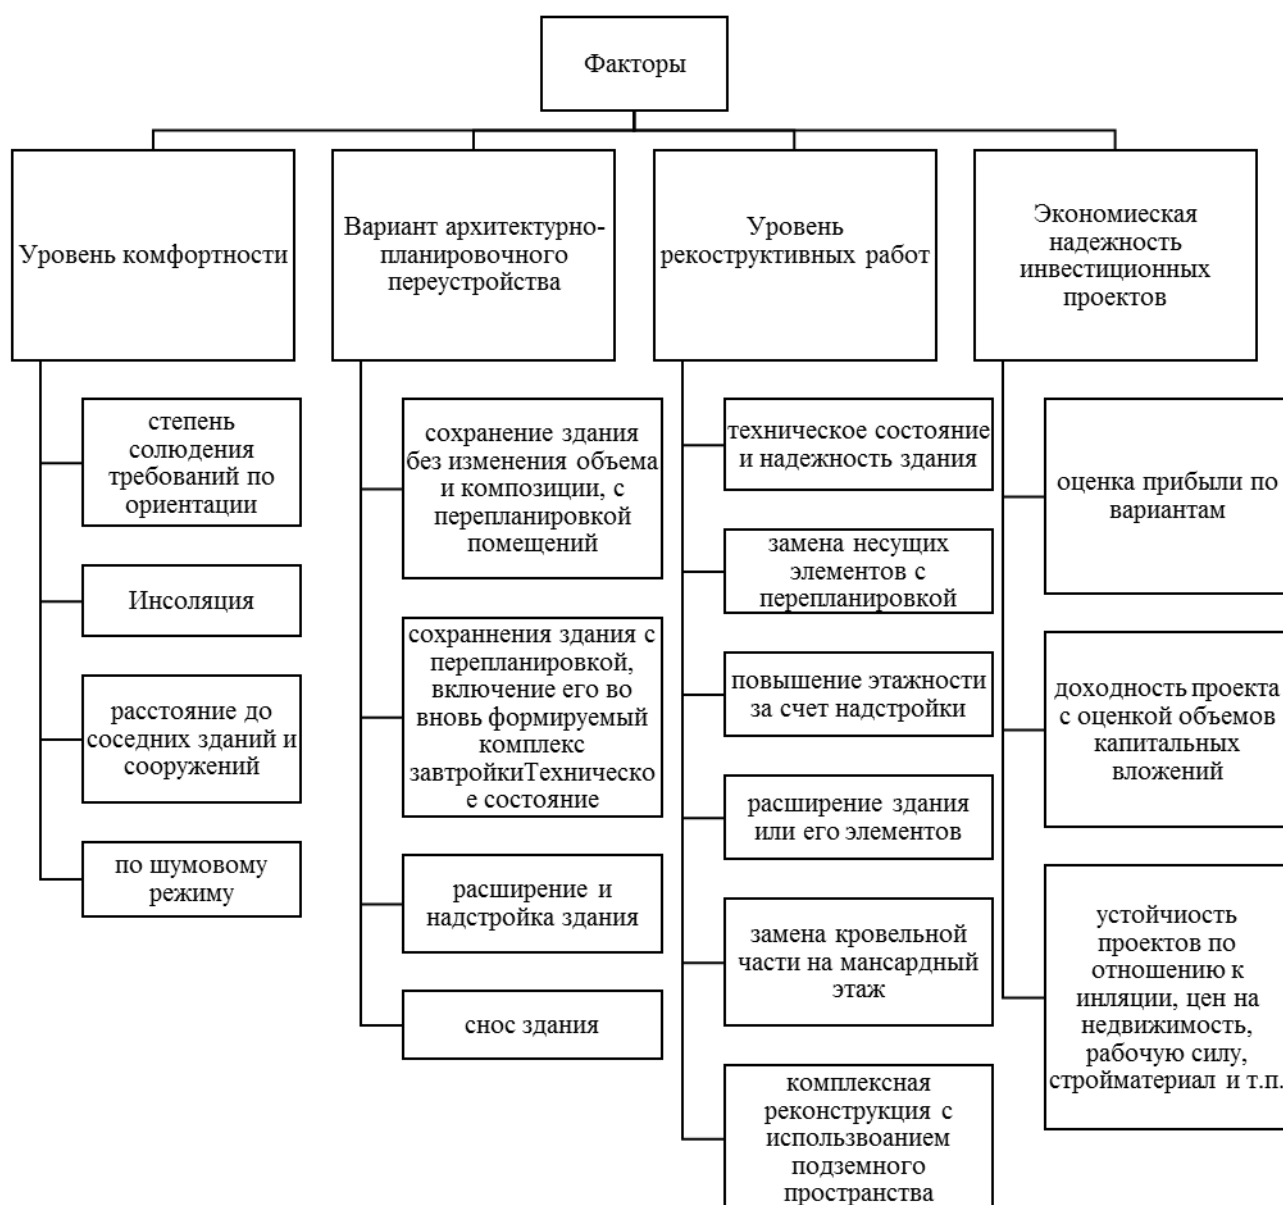 Факторы
Уровень комфортности
степень
солюдения
требований по
ориентации
Инсоляция
расстояние до
соседних зданий и
сооружений
по шумовому
режиму
Вариант архитектурно-
планировочного
переустройства
сохранение здания
без изменения объема
и композиции, с
перепланировкой
помещений
сохраннения здания с
перепланировкой,
включение его во
вновь формируемый
комплекс
завтройкиТехническо
е состояние
расширение и
надстройка здания
снос здания
Уровень
рекоструктивных работ
техническое состояние
и надежность здания
замена несущих
элементов с
перепланировкой
повышение этажности
за счет надстройки
расширение здания
или его элементов
замена кровельной
части на мансардный
этаж
комплексная
реконструкция с
использвоанием
подземного
пространства
Экономиеская
надежность
инвестиционных
проектов
оценка прибыли по
вариантам
доходность проекта
с оценкой объемов
капитальных
вложений
устойчиость
проектов по
отношению к
инляции, цен на
недвижимость,
рабочую силу,
стройматериал и т.п.